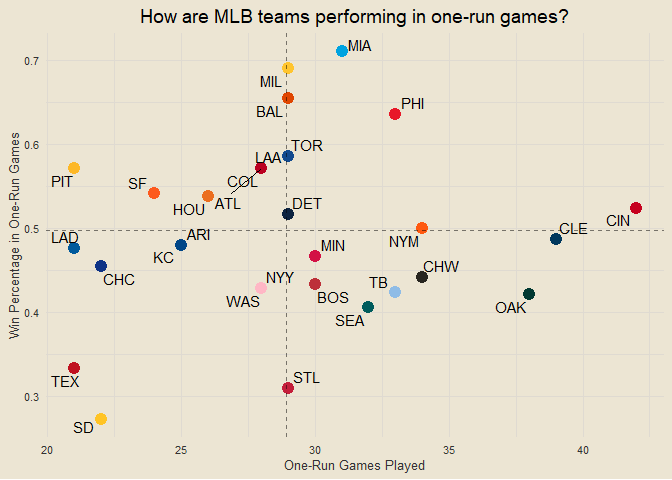 How are MLB teams performing in one-run games?
MIA
0.7
MIL
BAL
PHI
0.6
TOR
LAA
PIT
SF
COL
HOU
ATL
DET
CIN
0.5
LAD
KC
ARI
NYM
CLE
MIN
CHC
NYY
TB
CHW
WAS
BOS
OAK
0.4
SEA
TEX
STL
0.3
SD
20
25
30
35
40
One-Run Games Played
Win Percentage in One-Run Games